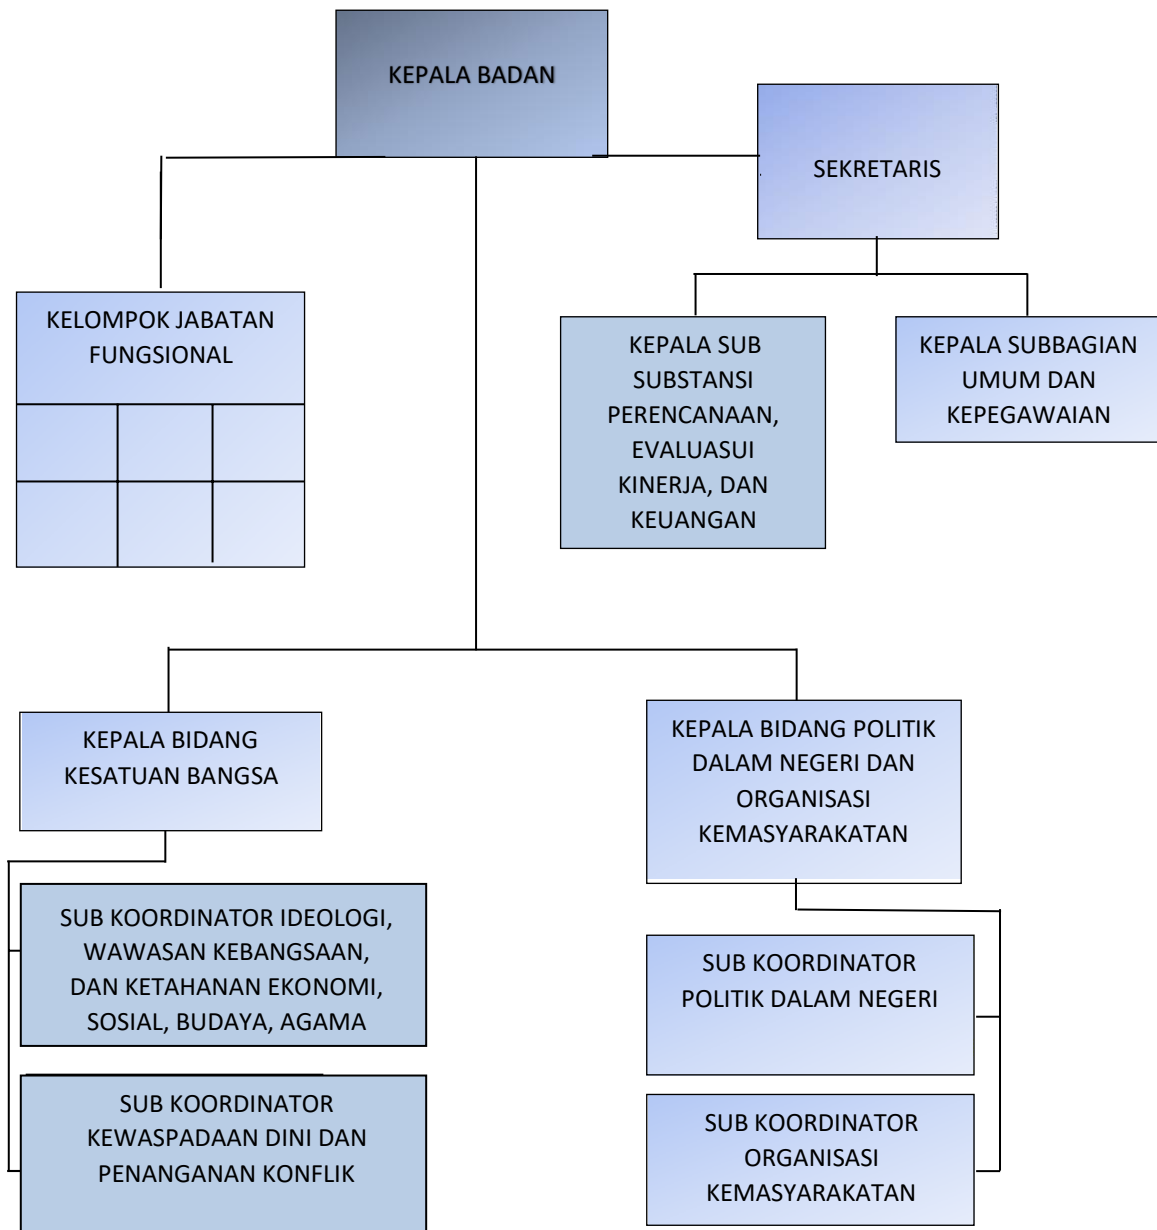 KEPALA BADAN
SEKRETARIS
KELOMPOK JABATAN
FUNGSIONAL
KEPALA SUB
SUBSTANSI
PERENCANAAN,
EVALUASUI
KINERJA, DAN
KEUANGAN
KEPALA SUBBAGIAN
UMUM DAN
KEPEGAWAIAN
KEPALA BIDANG
KESATUAN BANGSA
KEPALA BIDANG POLITIK
DALAM NEGERI DAN
ORGANISASI
KEMASYARAKATAN
SUB KOORDINATOR IDEOLOGI,
WAWASAN KEBANGSAAN,
DAN KETAHANAN EKONOMI,
SOSIAL, BUDAYA, AGAMA
SUB KOORDINATOR
POLITIK DALAM NEGERI
SUB KOORDINATOR
KEWASPADAAN DINI DAN
PENANGANAN KONFLIK
SUB KOORDINATOR
ORGANISASI
KEMASYARAKATAN